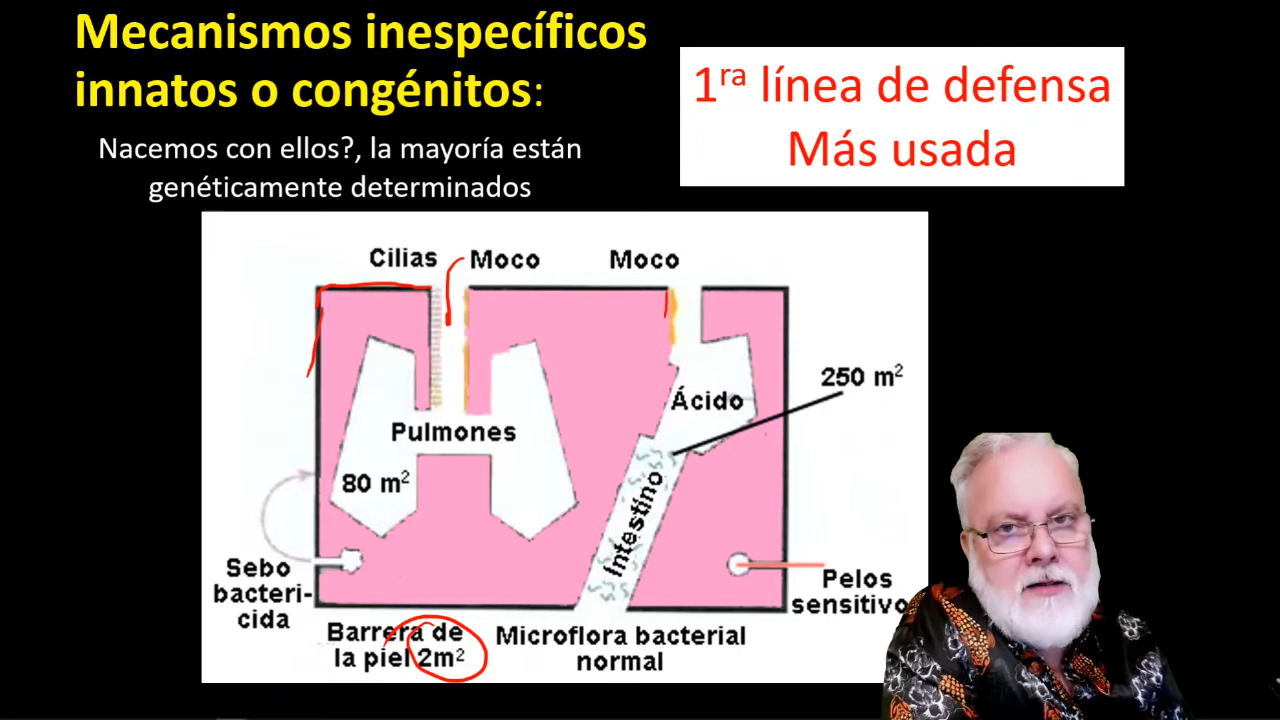 Mecanismos inespecíficos
innatos o congénitos:
Nacemos con ellos?, la mayoría están
genéticamente determinados
1ra línea de defensa
Más usada
Cilias
Moco
Moco
250 m²
Ácido
Pulmones
80 m²
Intestino
Sebo
bacteri-
cida
Pelos
sensitivo
Barrera de
la piel 2m²
Microflora bacterial
normal